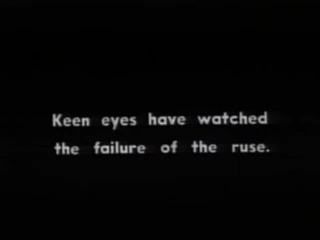 Keen eyes have watched
the failure of the ruse.